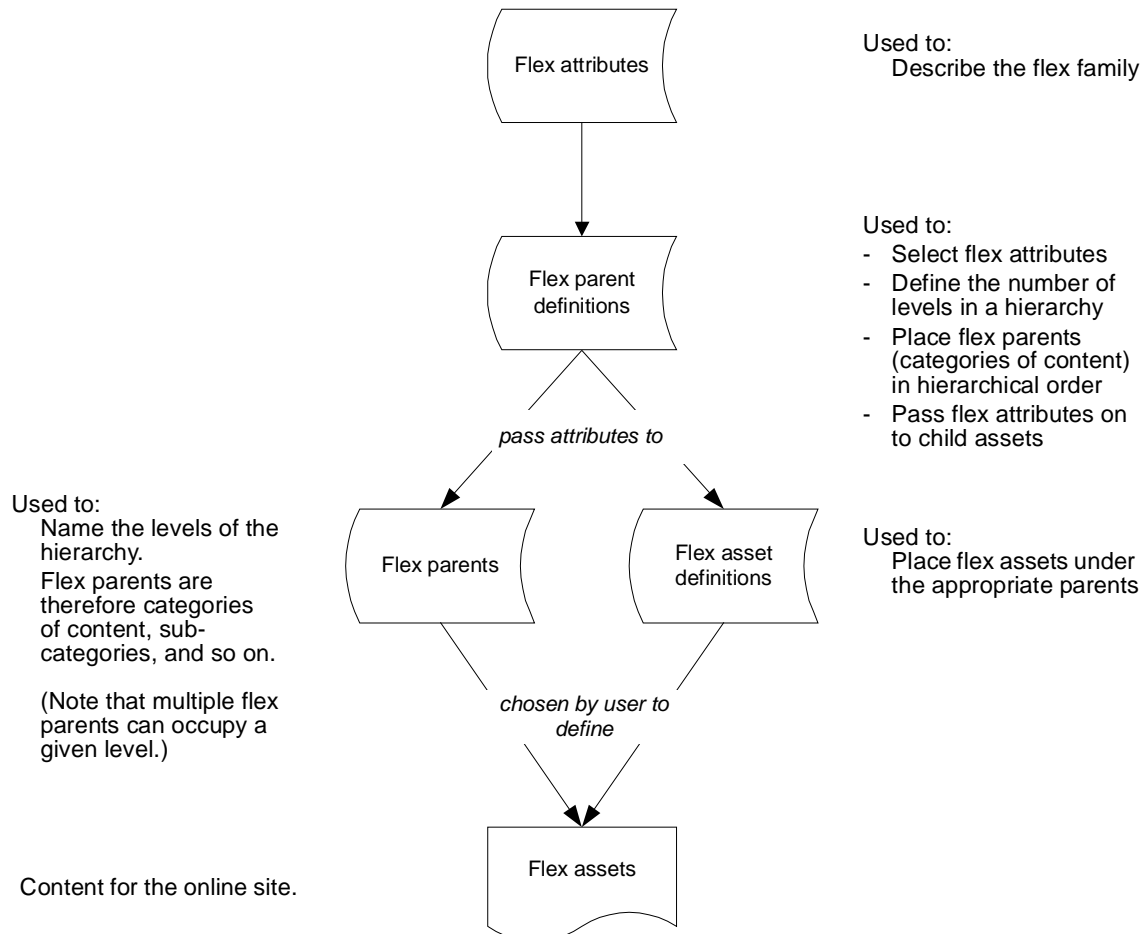 Flex attributes
Used to:
Describe the flex family
Flex parent
definitions
Used to:
- Select flex attributes
- Define the number of
levels in a hierarchy
- Place flex parents
(categories of content)
in hierarchical order
- Pass flex attributes on
to child assets
pass attributes to
Used to:
Name the levels of the
hierarchy.
Flex parents are
therefore categories
of content, sub-
categories, and so on.
(Note that multiple flex
parents can occupy a
given level.)
Flex parents
Flex asset
definitions
Used to:
Place flex assets under
the appropriate parents
chosen by user to
define
Flex assets
Content for the online site.